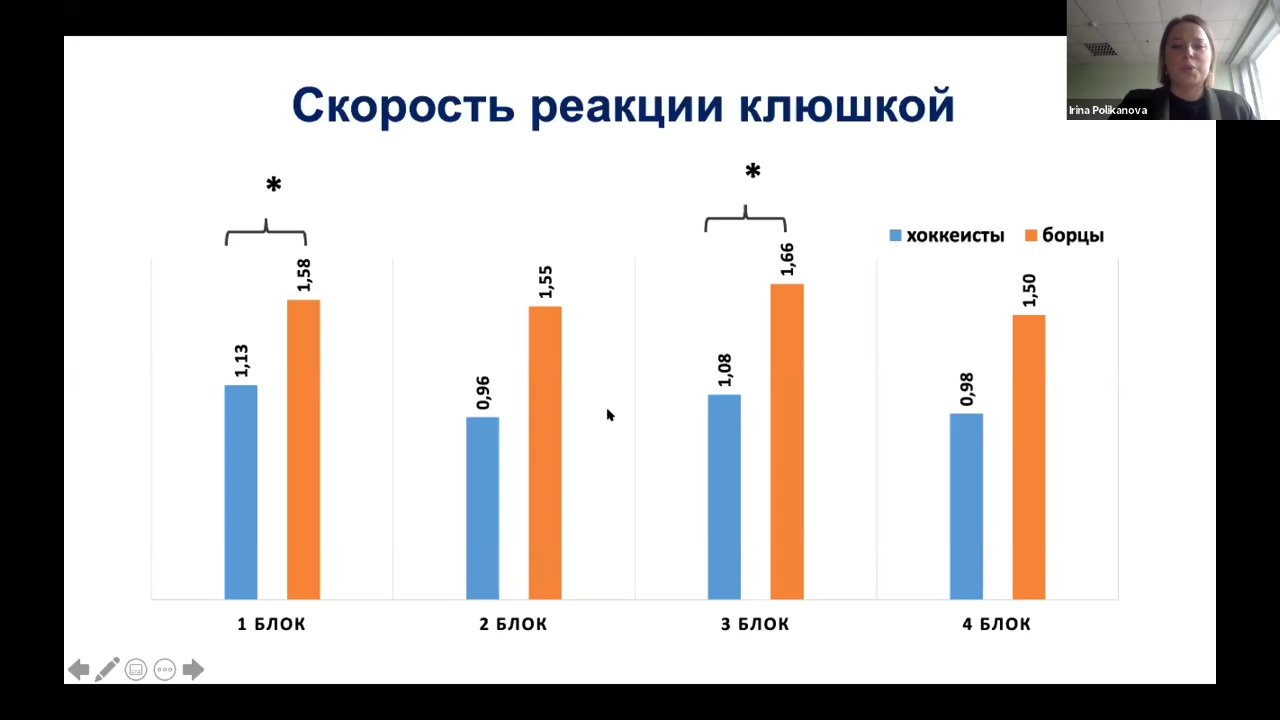 Скорость реакции клюшкой
Irina Polikanova
*
*
хоккеисты
борцы
1,13
1,58
0,96
1,55
1,08
1,66
0,98
1,50
1 БЛОК
2 БЛОК
3 БЛОК
4 БЛОК